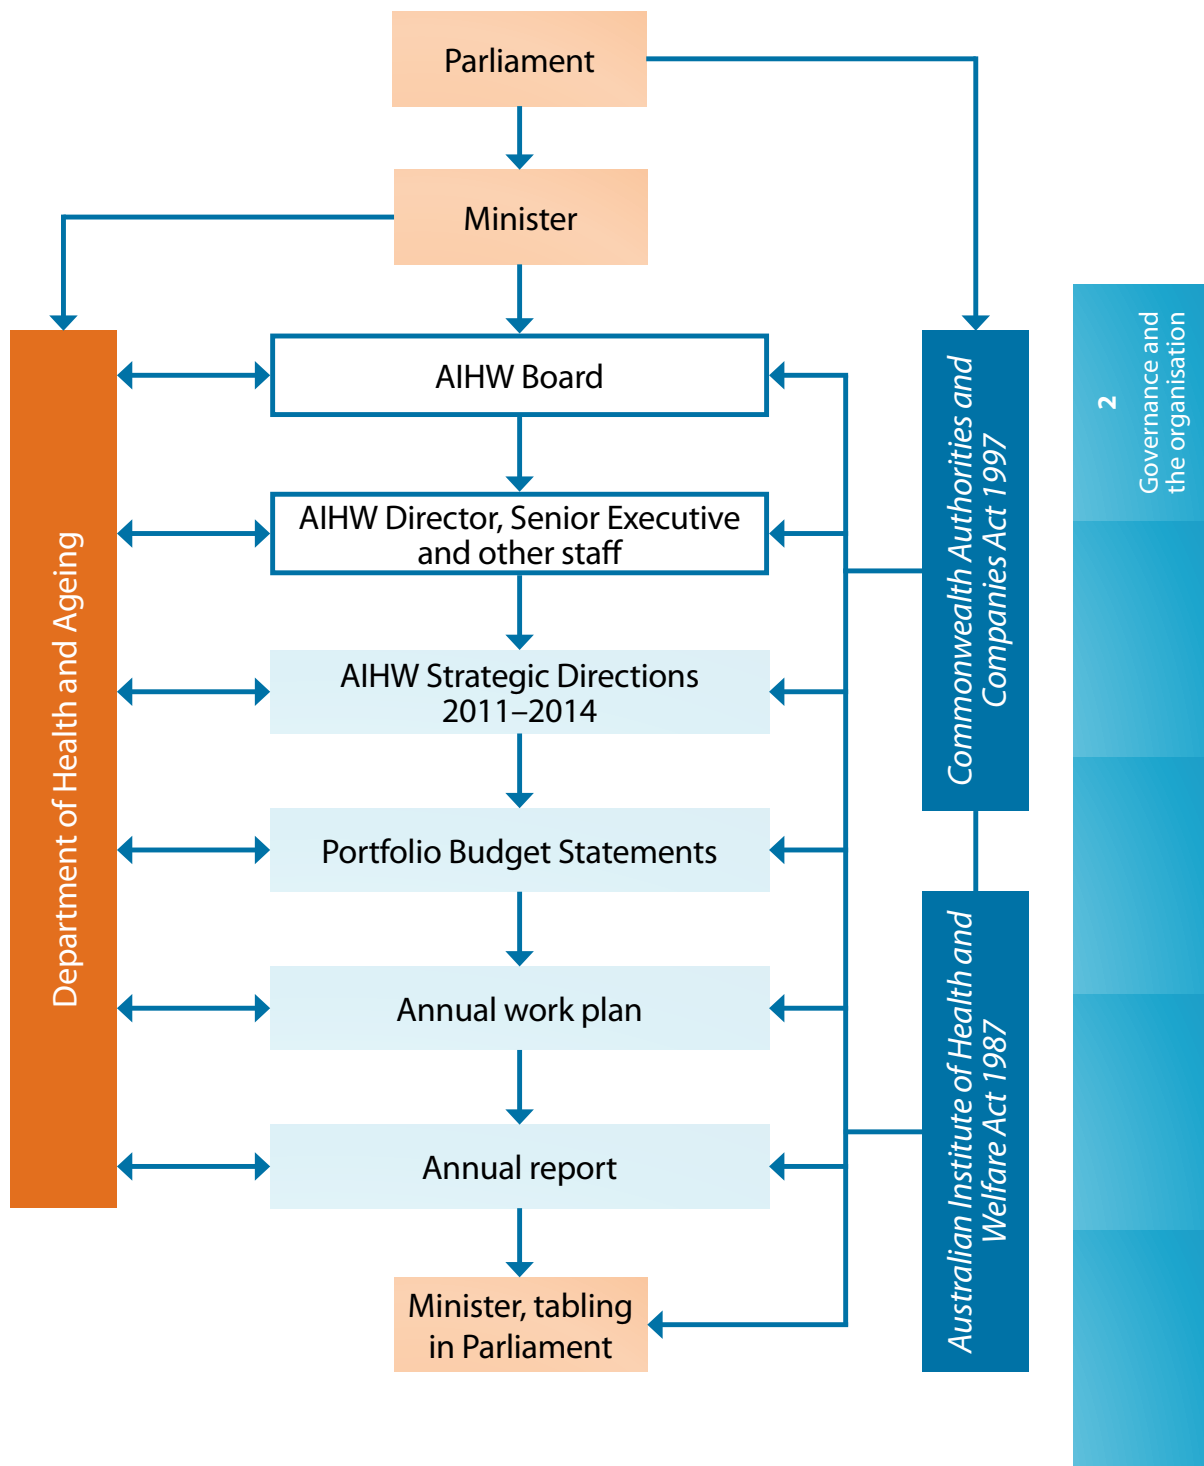 Parliament
Minister
AIHW Board
AIHW Director, Senior Executive
and other staff
AIHW Strategic Directions
2011–2014
Portfolio Budget Statements
Annual work plan
Annual report
Minister, tabling
in Parliament
Department of Health and Ageing
Commonwealth Authorities and
Companies Act 1997
Australian Institute of Health and
Welfare Act 1987
2
Governance and
the organisation